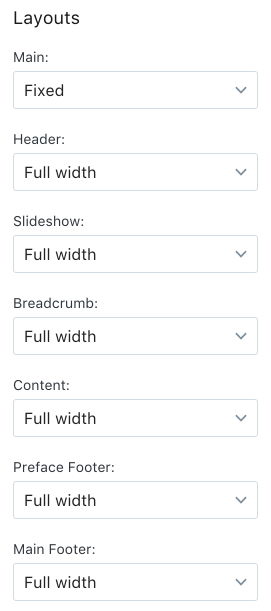 Layouts
Main:
Fixed
Header:
Full width
Slideshow:
Full width
Breadcrumb:
Full width
Content:
Full width
Preface Footer:
Full width
Main Footer:
Full width